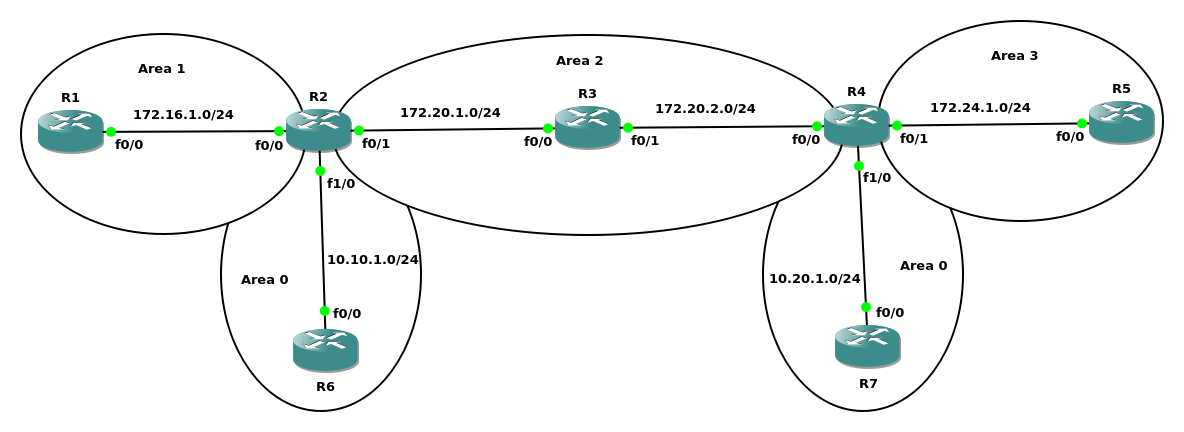 Area 1
R1
172.16.1.0/24
f0/0
f0/0
R2
f0/1
f1/0
Area 2
172.20.1.0/24
R3
172.20.2.0/24
f0/0
f0/1
f0/0
R4
f0/1
f1/0
Area 3
172.24.1.0/24
R5
f0/0
Area 0
10.10.1.0/24
f0/0
R6
Area 0
10.20.1.0/24
f0/0
R7